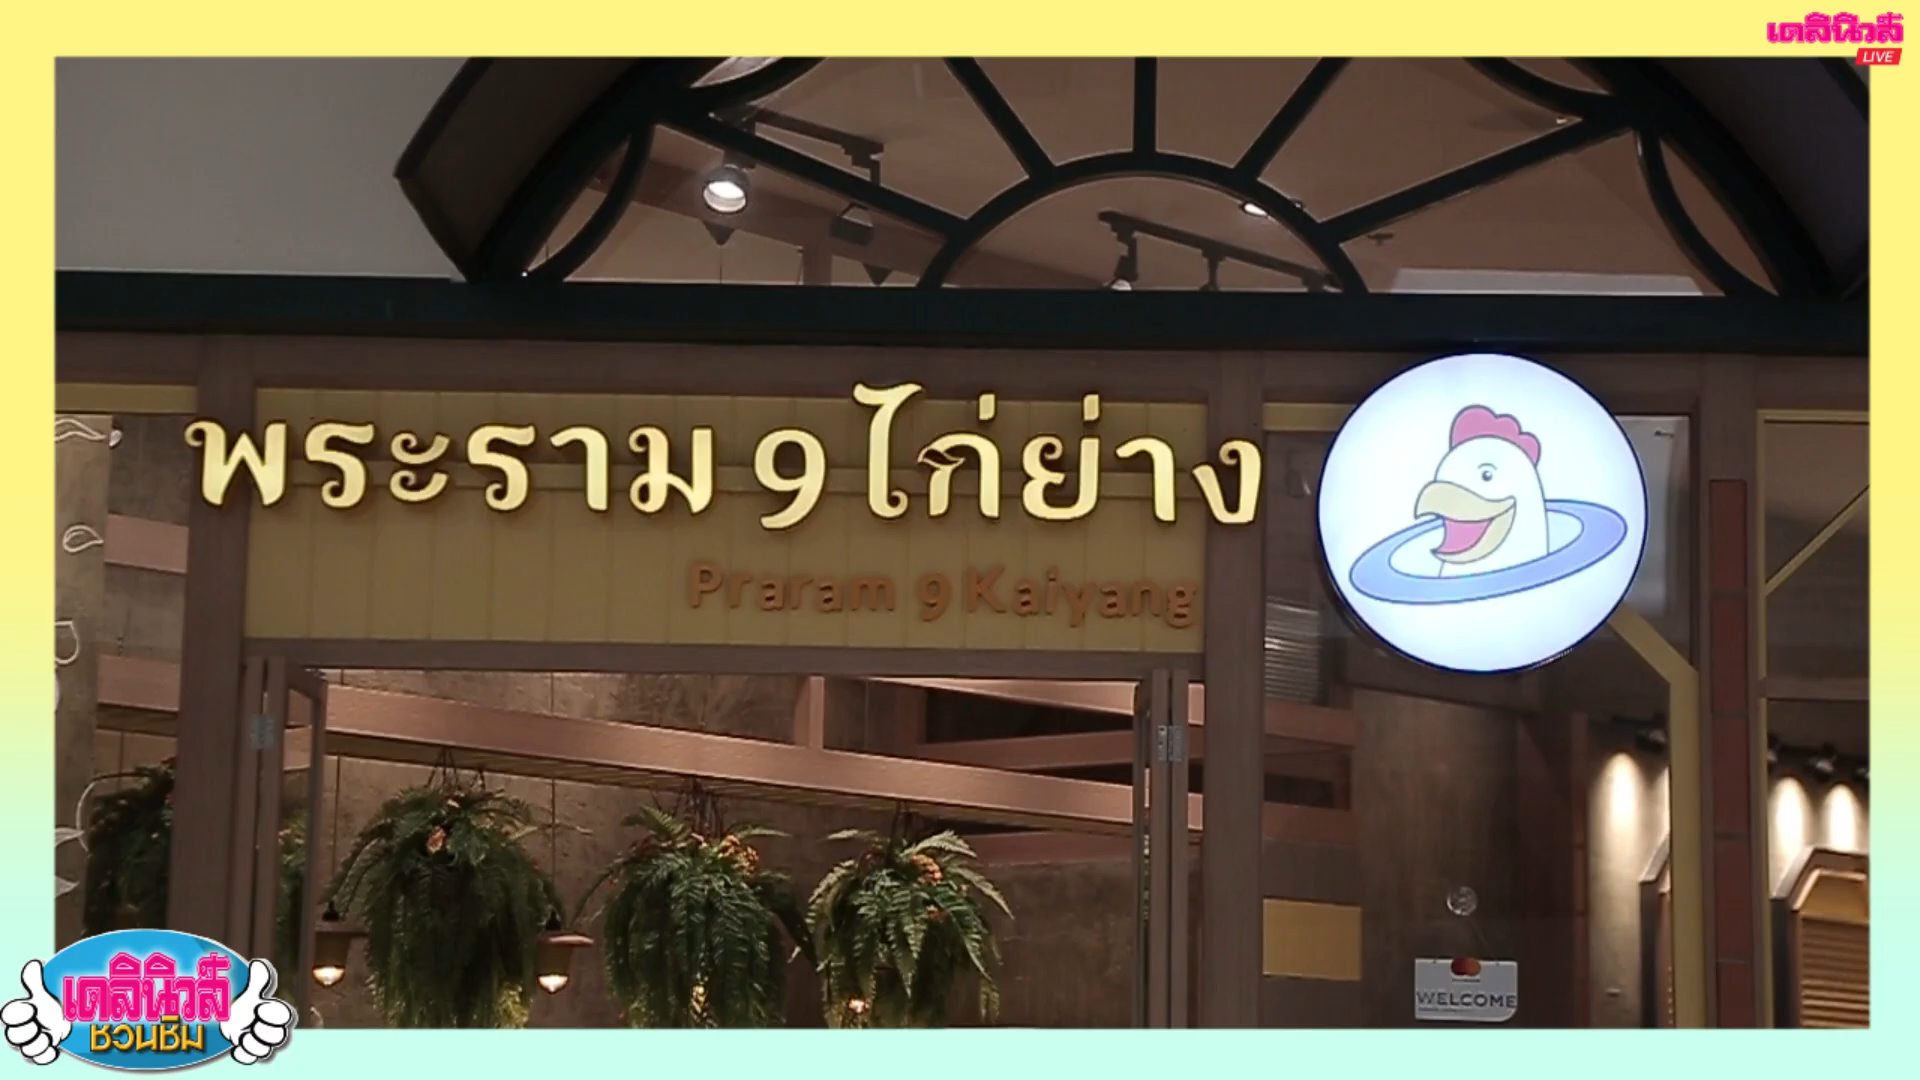 เดลินิวส์
LIVE
พระราม 9 ไก่ย่าง
Praram 9 Kaiyang
WELCOME
เดลินิวส์
ชวนชิม